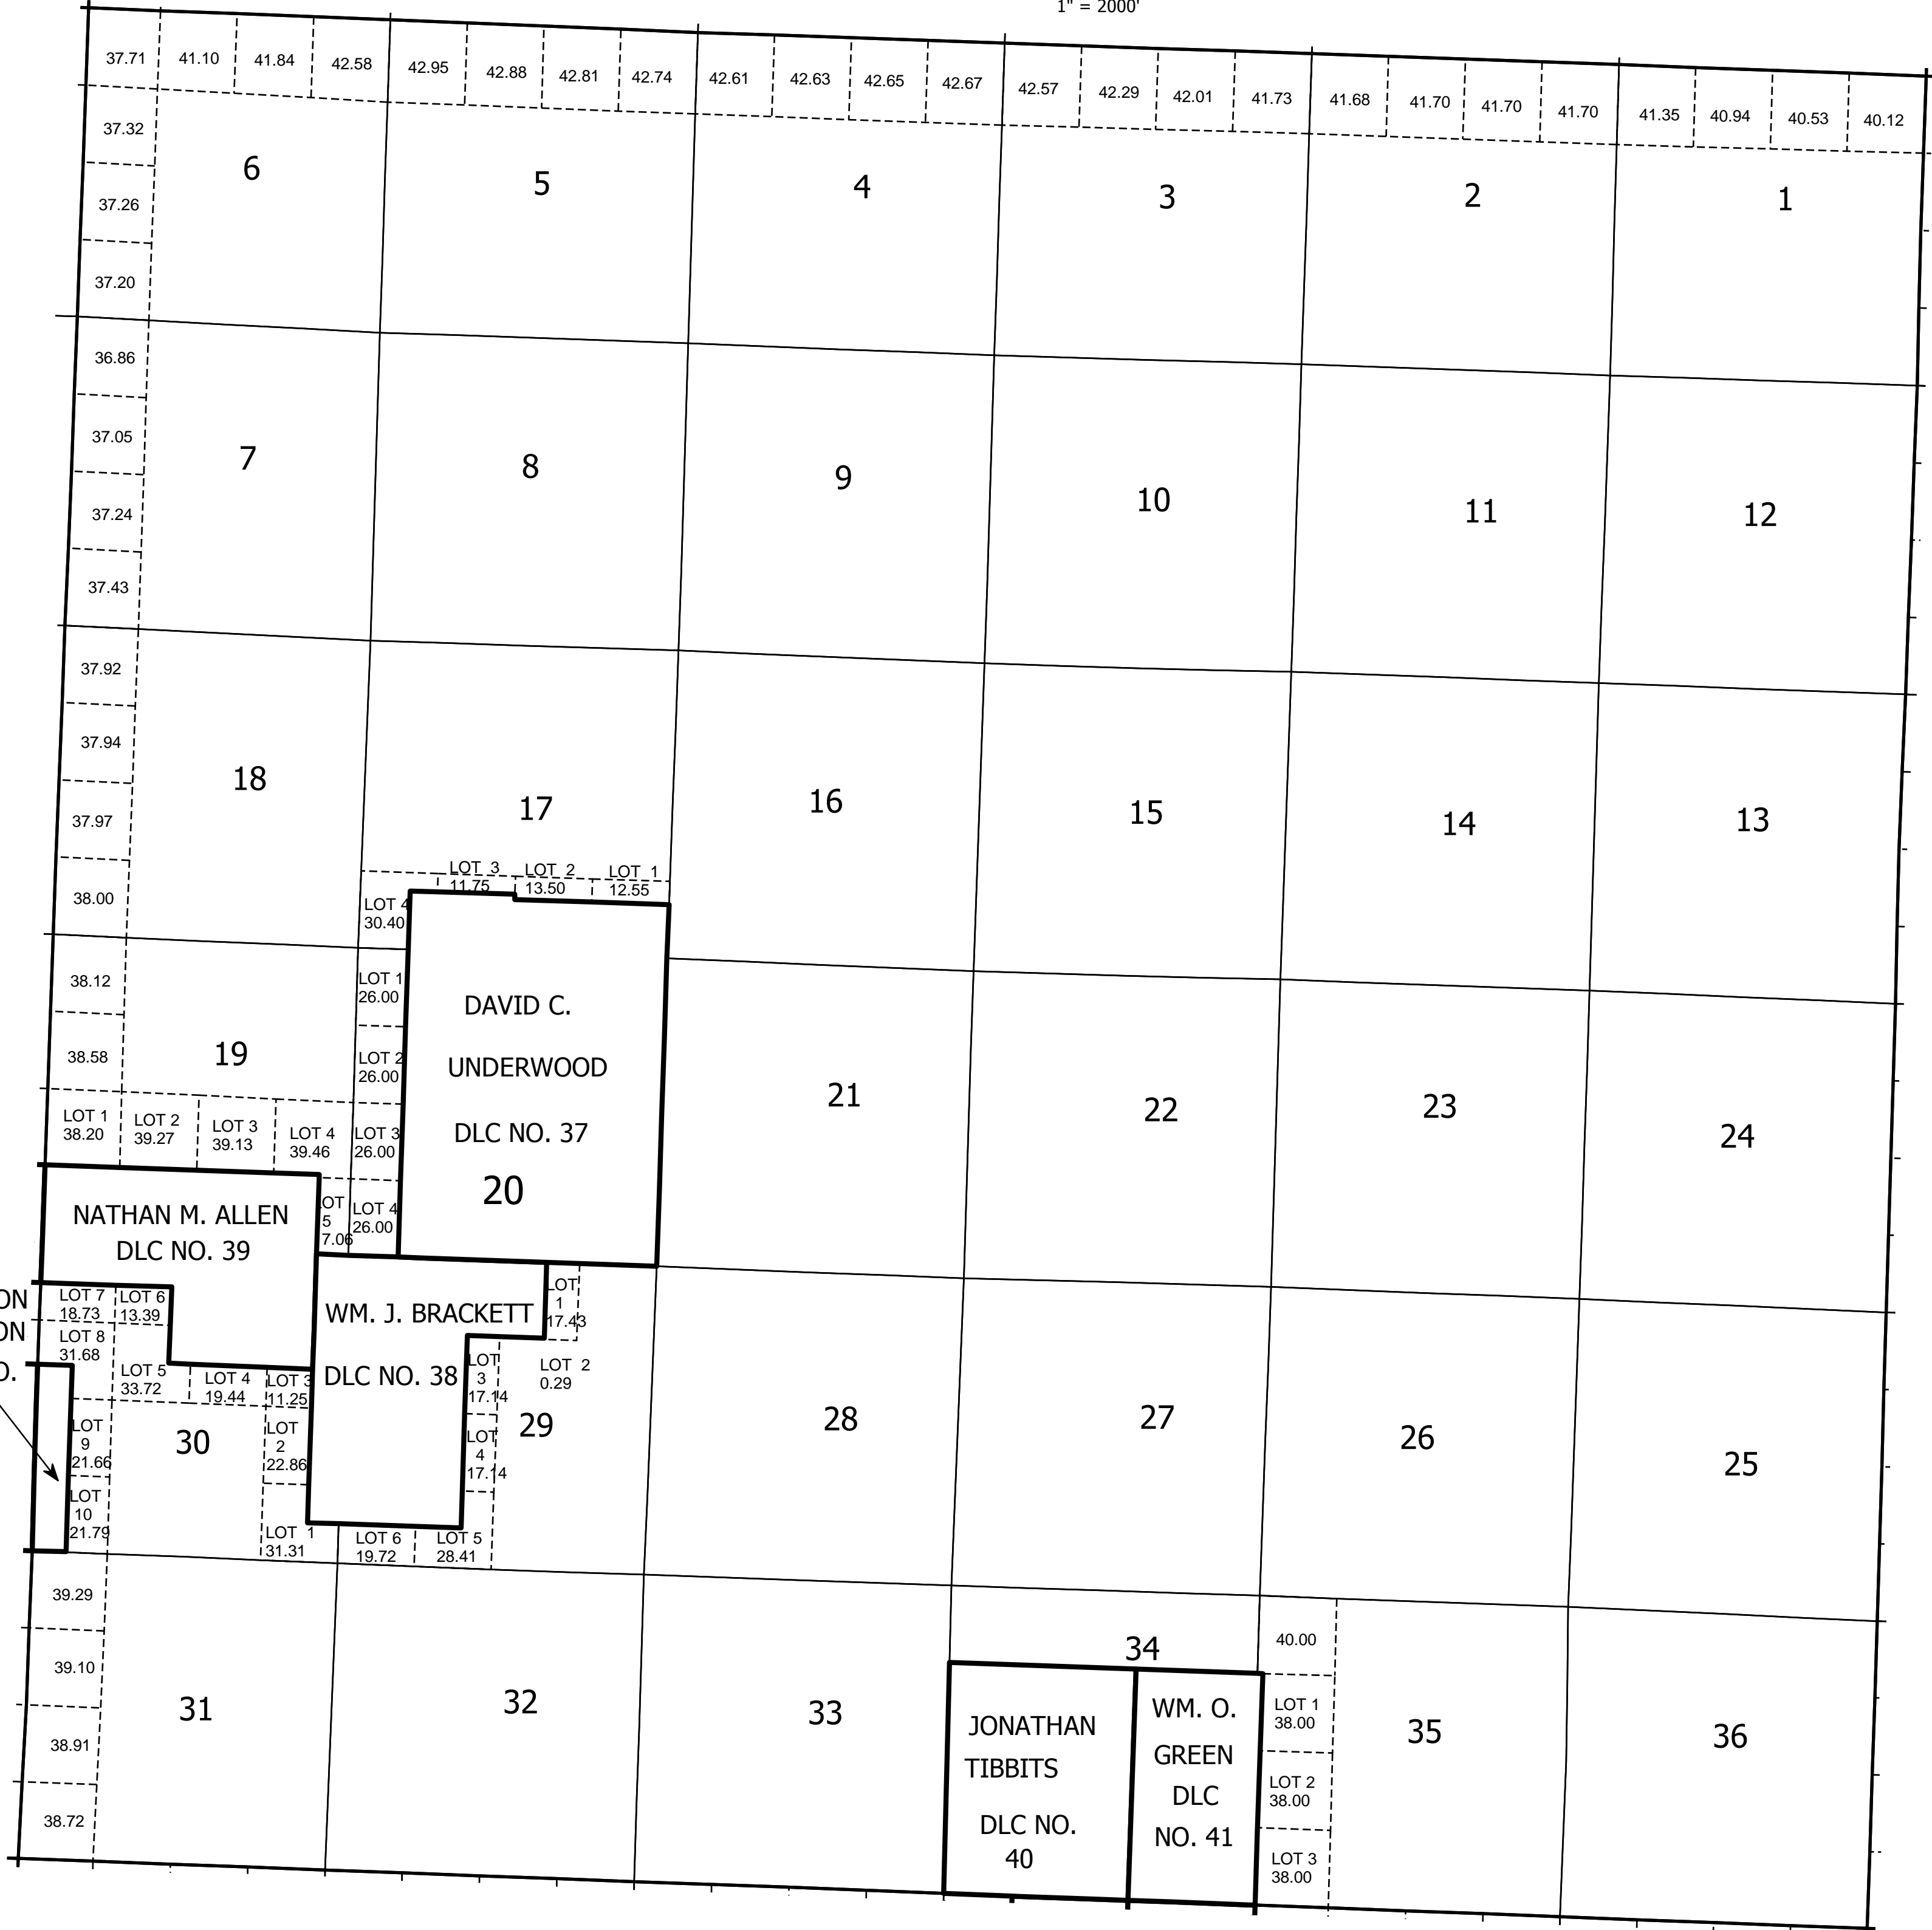 1" = 2000'
37.71 41.10 41.84 42.58 42.95 42.88 42.81 42.74 42.61 42.63 42.65 42.67 42.57 42.29 42.01 41.73 41.68 41.70 41.70 41.70 41.35 40.94 40.53 40.12
37.32
6 5 4 3 2 1
37.26
37.20
36.86
37.05
7 8 9 10 11 12
37.24
37.43
37.92
37.94
18 17 16 15 14 13
37.97
38.00
LOT 3
11.75
LOT 2
13.50
LOT 1
12.55
LOT 4
30.40
38.12
38.58
19
LOT 1
26.00
LOT 2
26.00
LOT 3
26.00
LOT 4
26.00
DAVID C.
UNDERWOOD
DLC NO. 37
20
21 22 23 24
LOT 1
38.20
LOT 2
39.27
LOT 3
39.13
LOT 4
39.46
OT
5
7.06
NATHAN M. ALLEN
DLC NO. 39
ON
ON
O.
LOT 7
18.73
LOT 6
13.39
LOT 8
31.68
LOT 5
33.72
LOT 4
19.44
LOT 3
11.25
LOT
9
21.66
30
LOT
2
22.86
LOT
10
21.79
LOT 1
31.31
WM. J. BRACKETT
DLC NO. 38
LOT
1
17.43
LOT 2
0.29
LOT
3
17.14
LOT
4
17.14
29
LOT 6
19.72
LOT 5
28.41
28 27 26 25
39.29
39.10
38.91
38.72
31 32 33
34
JONATHAN
TIBBITS
DLC NO.
40
WM. O.
GREEN
DLC
NO. 41
40.00
LOT 1
38.00
LOT 2
38.00
LOT 3
38.00
35 36